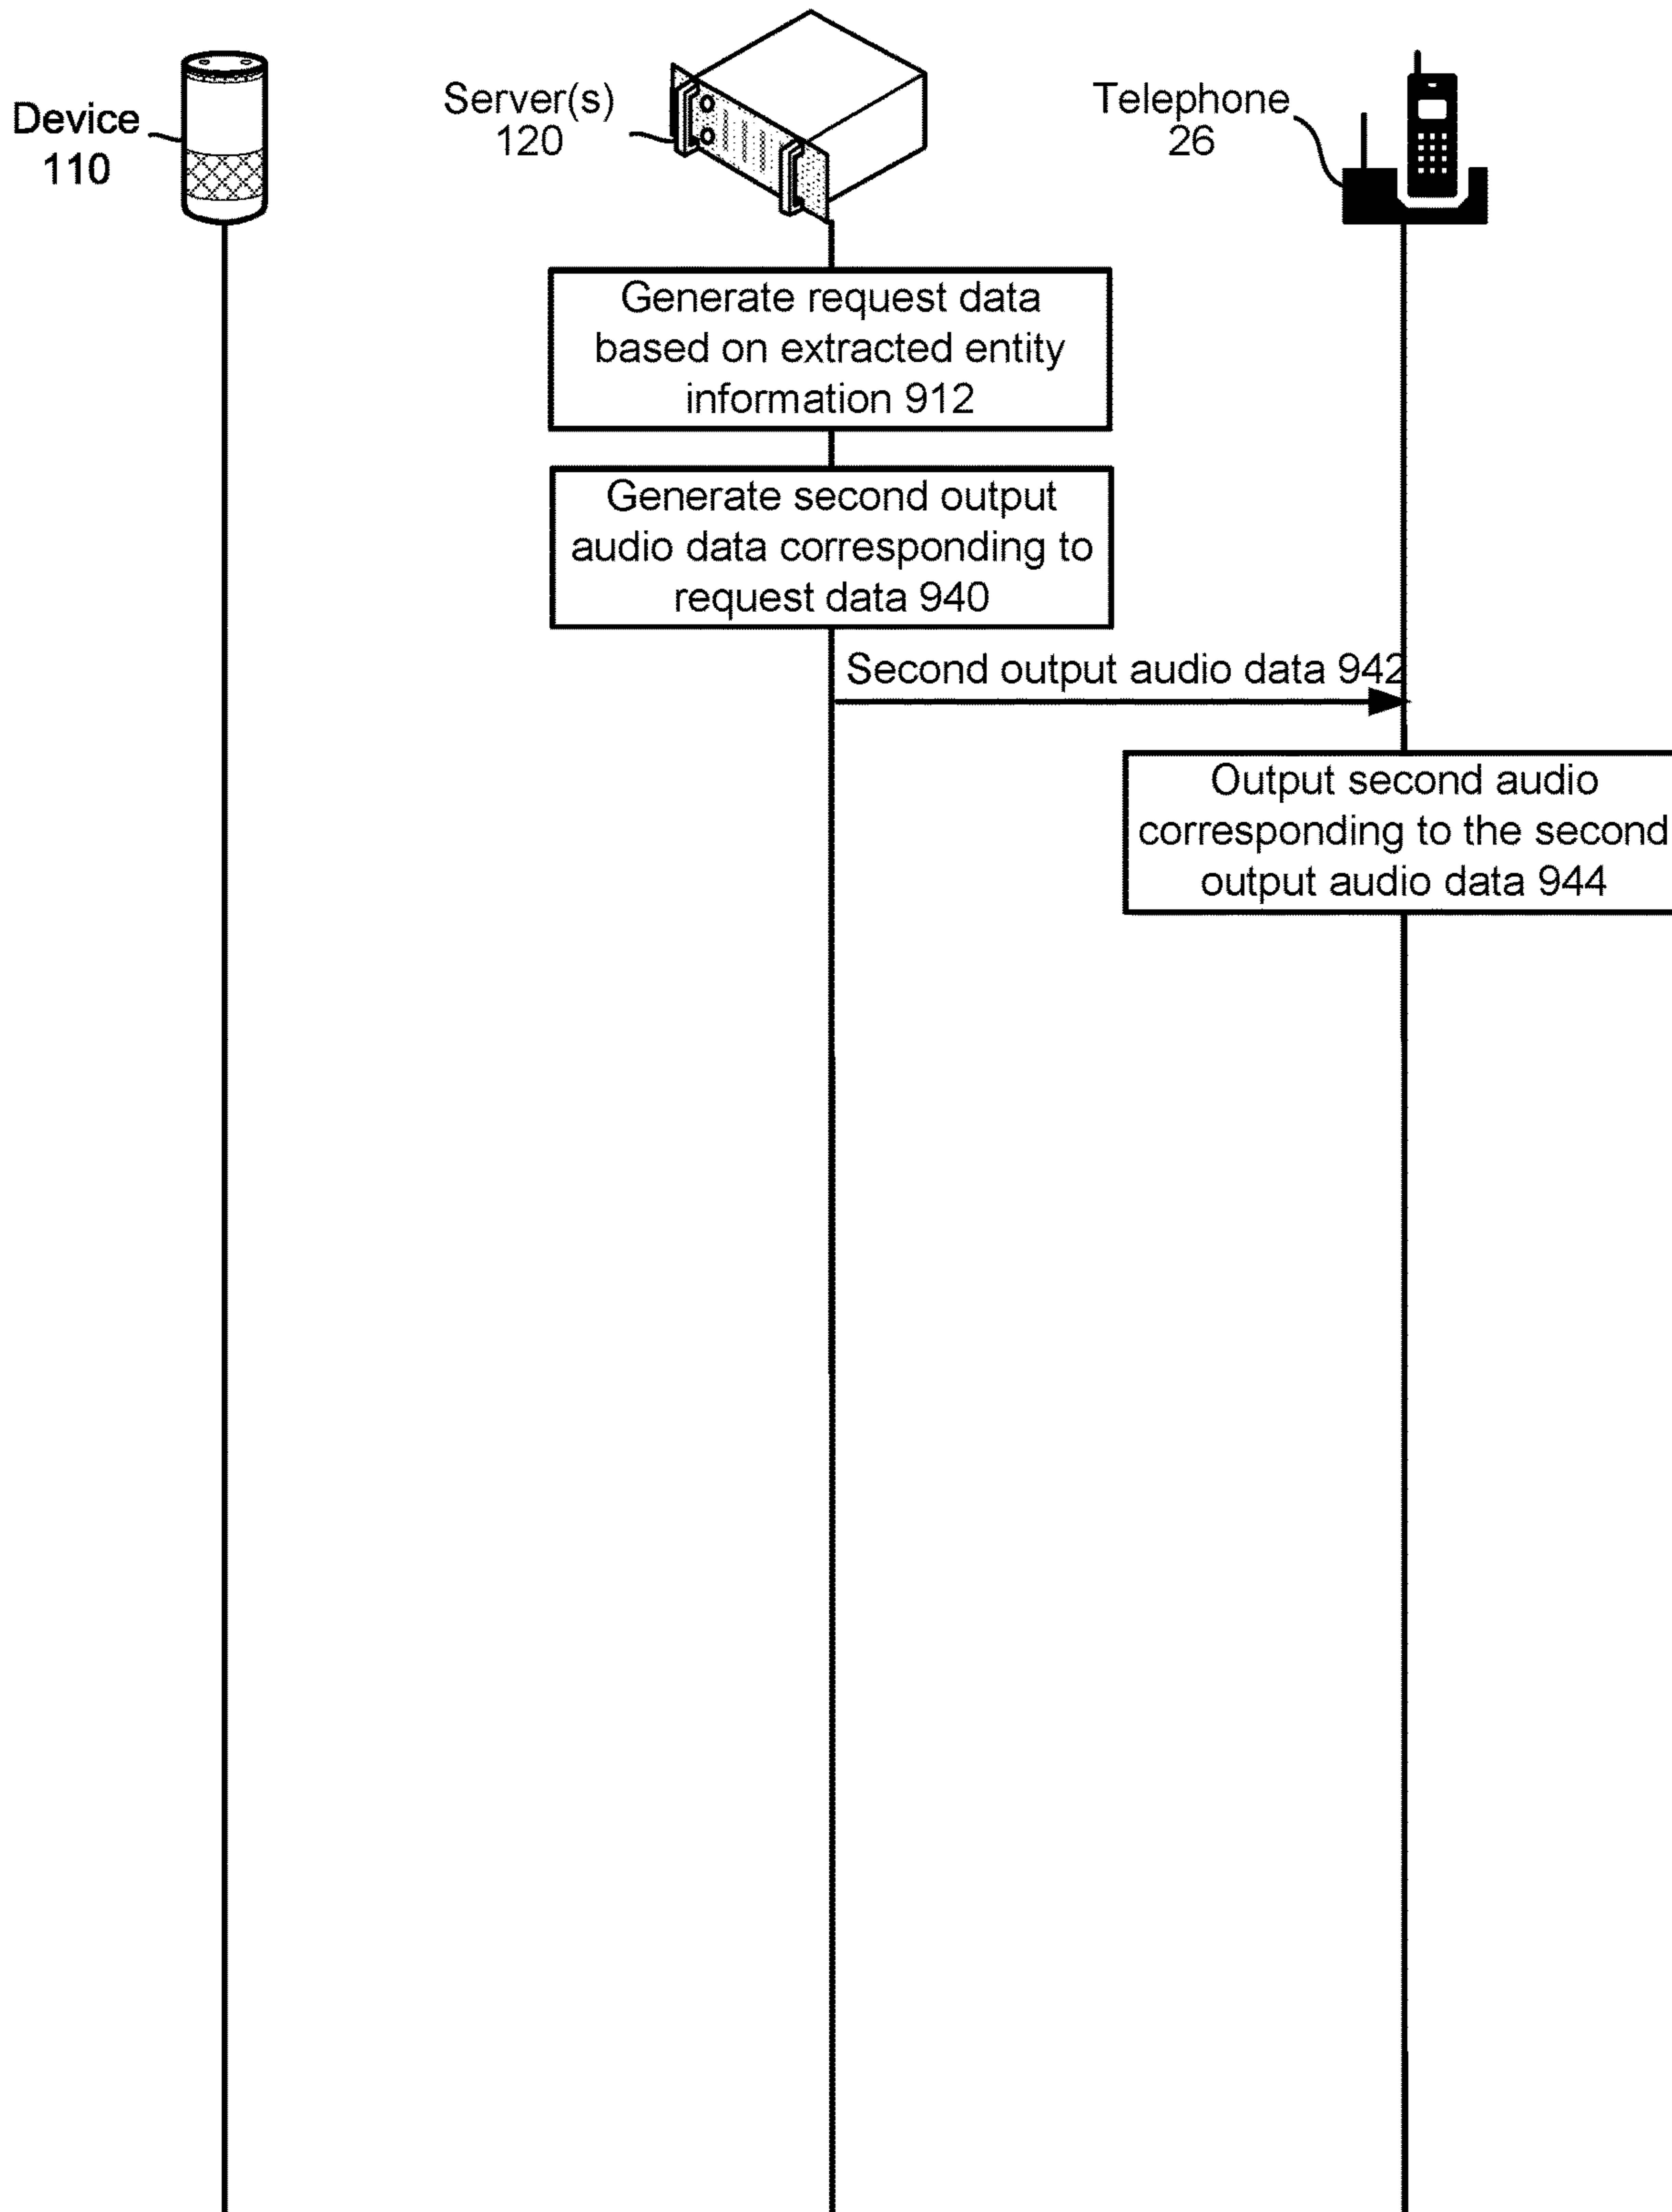 Device
110
Server(s)
120
Telephone
26
Generate request data
based on extracted entity
information 912
Generate second output
audio data corresponding to
request data 940
Second output audio data 942
Output second audio
corresponding to the second
output audio data 944